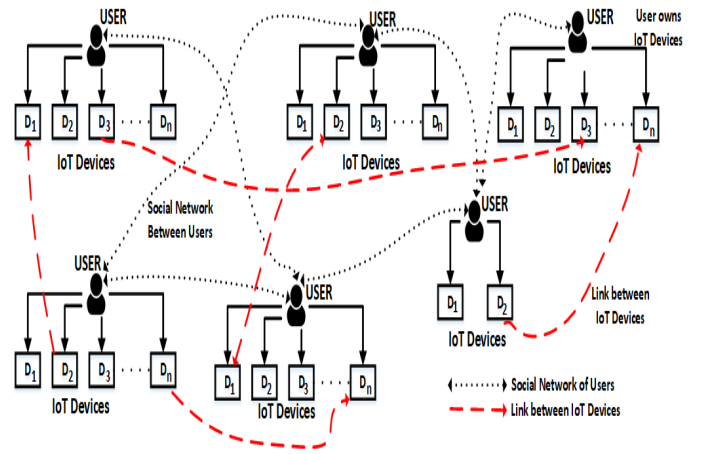 USER
USER
USER
User owns
IoT Devices
D1 D2 D3 ..... Dn
D1 D2 D3 ..... Dn
D1 D2 D3 ..... Dn
IoT Devices
IoT Devices
IoT Devices
Social Network
Between Users
USER
D1 D2
IoT Devices
Link between
IoT Devices
USER
USER
D1 D2 D3 ..... Dn
D1 D2 D3 ..... Dn
IoT Devices
IoT Devices
Social Network of Users
Link between IoT Devices